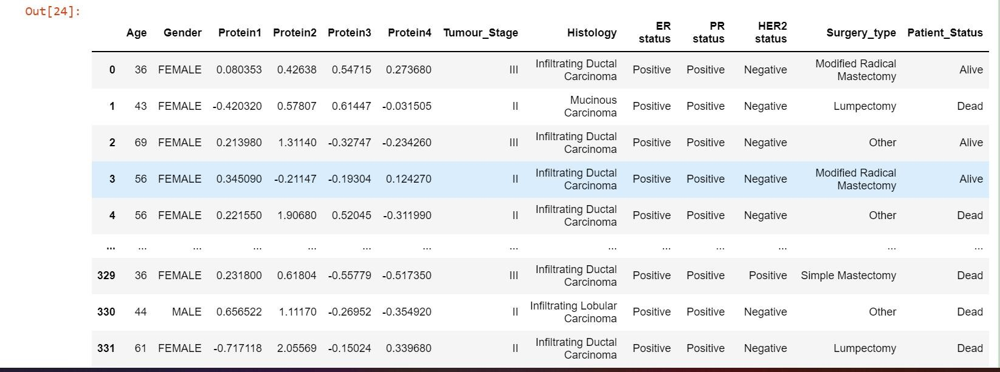 Out[24]:
Age Gender Protein1 Protein2 Protein3 Protein4 Tumour_Stage Histology ER status PR status HER2 status Surgery_type Patient_Status
0 36 FEMALE 0.080353 0.42638 0.54715 0.273680 III Infiltrating Ductal Carcinoma Positive Positive Negative Modified Radical Mastectomy Alive
1 43 FEMALE -0.420320 0.57807 0.61447 -0.031505 II Mucinous Carcinoma Positive Positive Negative Lumpectomy Dead
2 69 FEMALE 0.213980 1.31140 -0.32747 -0.234260 III Infiltrating Ductal Carcinoma Positive Positive Negative Other Alive
3 56 FEMALE 0.345090 -0.21147 -0.19304 0.124270 II Infiltrating Ductal Carcinoma Positive Positive Negative Modified Radical Mastectomy Alive
4 56 FEMALE 0.221550 1.90680 0.52045 -0.311990 II Infiltrating Ductal Carcinoma Positive Positive Negative Other Dead
... ... ... ... ... ... ... ... ... ... ... ... ... ...
329 36 FEMALE 0.231800 0.61804 -0.55779 -0.517350 III Infiltrating Ductal Carcinoma Positive Positive Positive Simple Mastectomy Dead
330 44 MALE 0.656522 1.11170 -0.26952 -0.354920 II Infiltrating Lobular Carcinoma Positive Positive Negative Other Dead
331 61 FEMALE -0.717118 2.05569 -0.15024 0.339680 II Infiltrating Ductal Carcinoma Positive Positive Negative Lumpectomy Dead